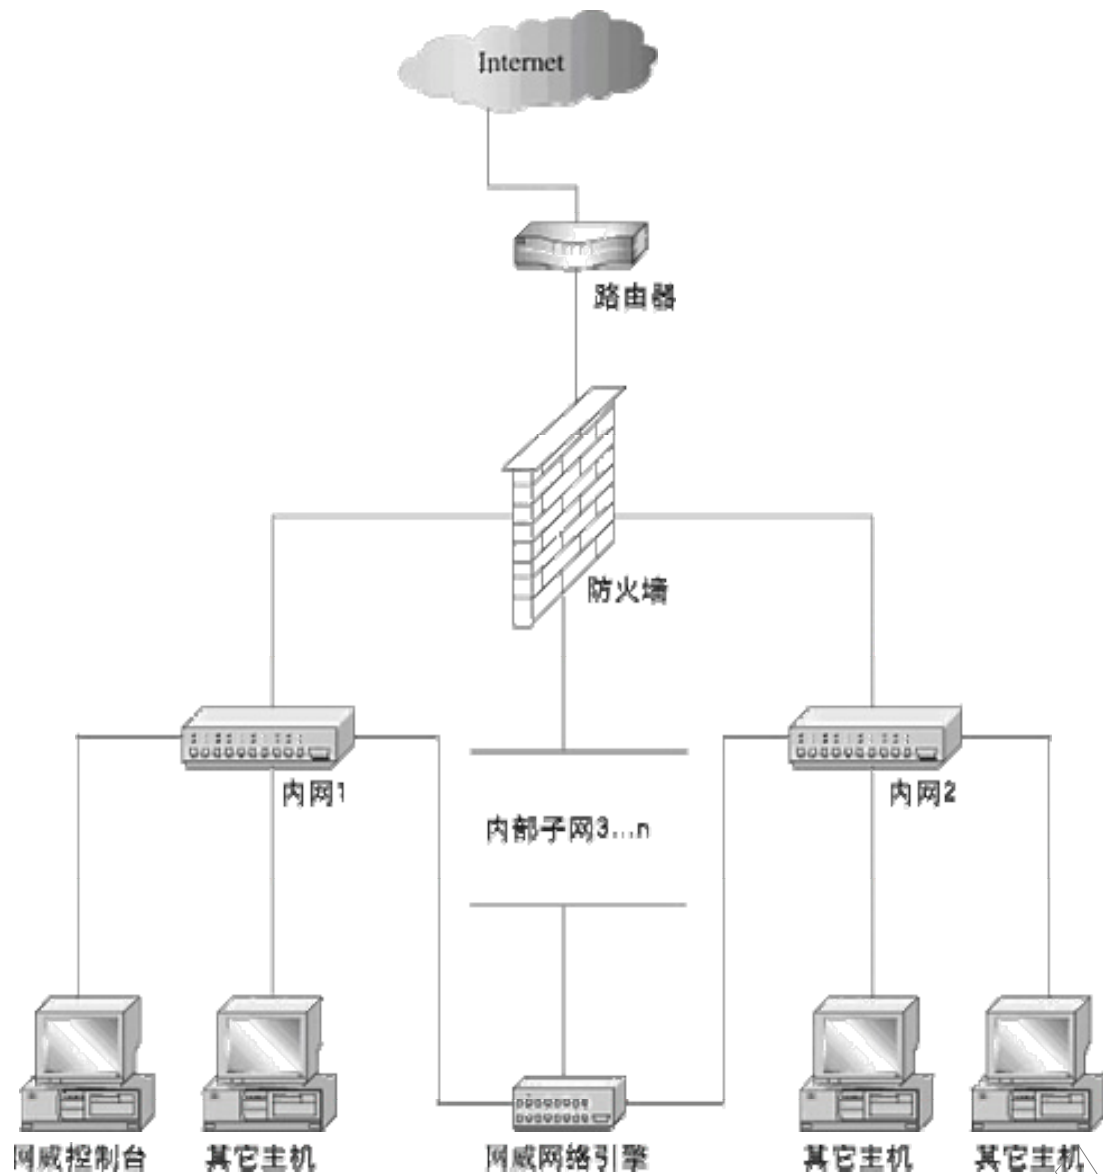 Internet
路由器
防火墙
内网1
内网2
内部子网3...n
网威控制台
其它主机
网威网络引擎
其它主机
其它主机